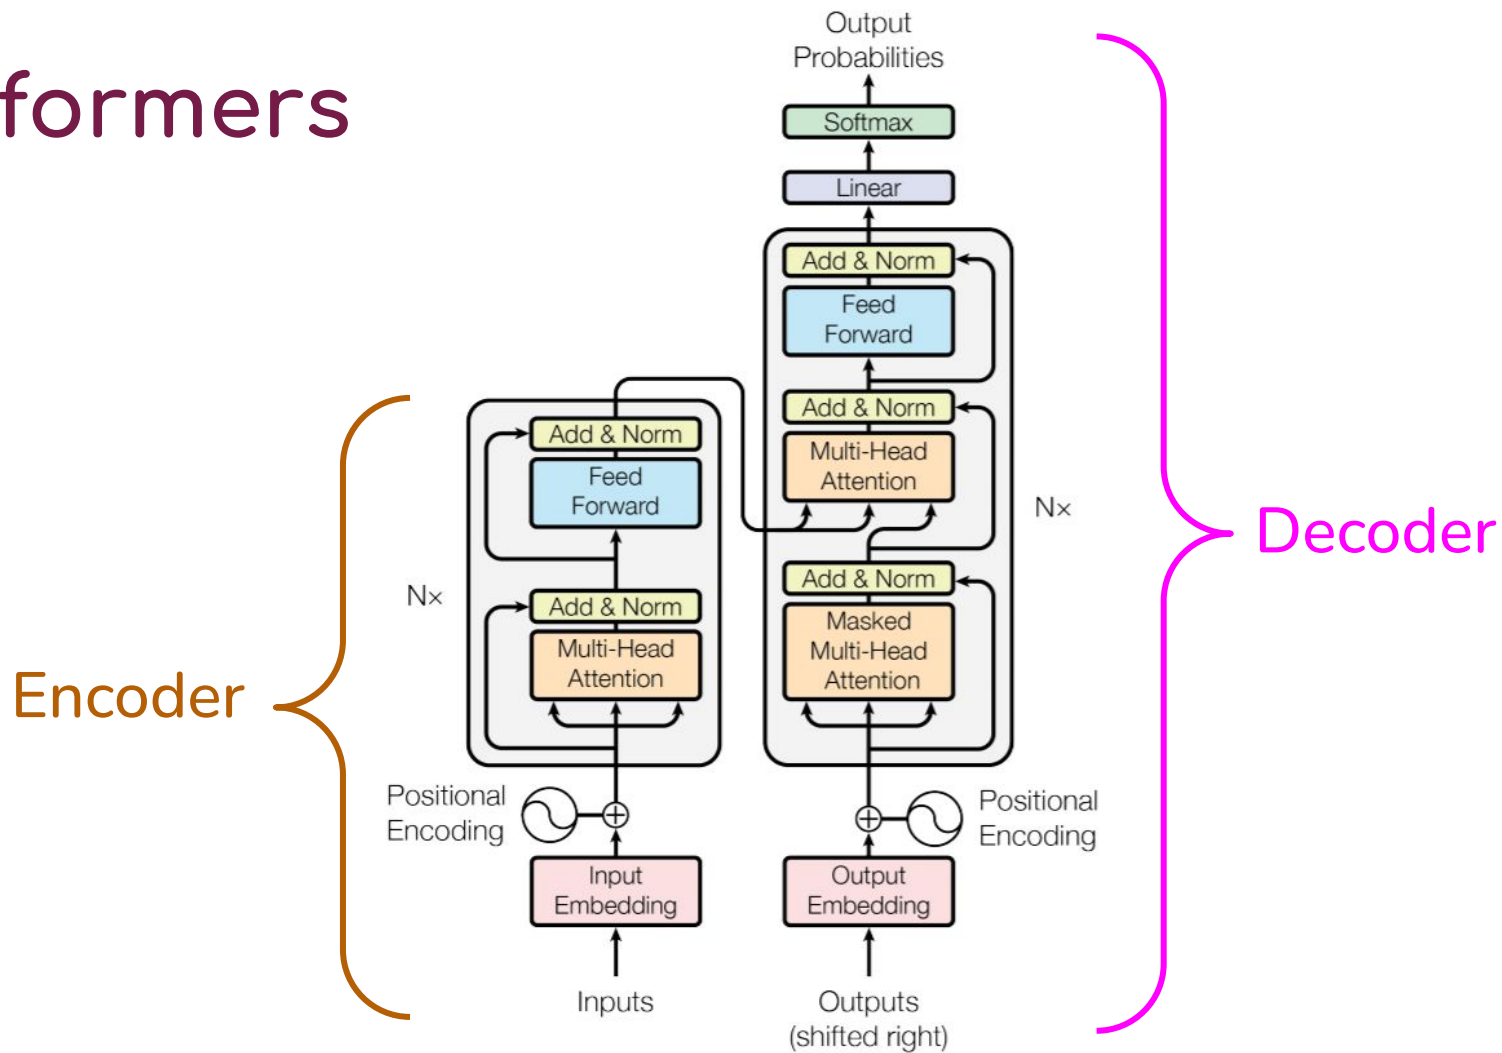 formers
Output
Probabilities
Softmax
Linear
Add & Norm
Feed
Forward
Add & Norm
Multi-Head
Attention
Nx
Add & Norm
Masked
Multi-Head
Attention
Positional
Encoding
Output
Embedding
Outputs
(shifted right)
Decoder
Add & Norm
Feed
Forward
Nx
Add & Norm
Multi-Head
Attention
Positional
Encoding
Input
Embedding
Inputs
Encoder